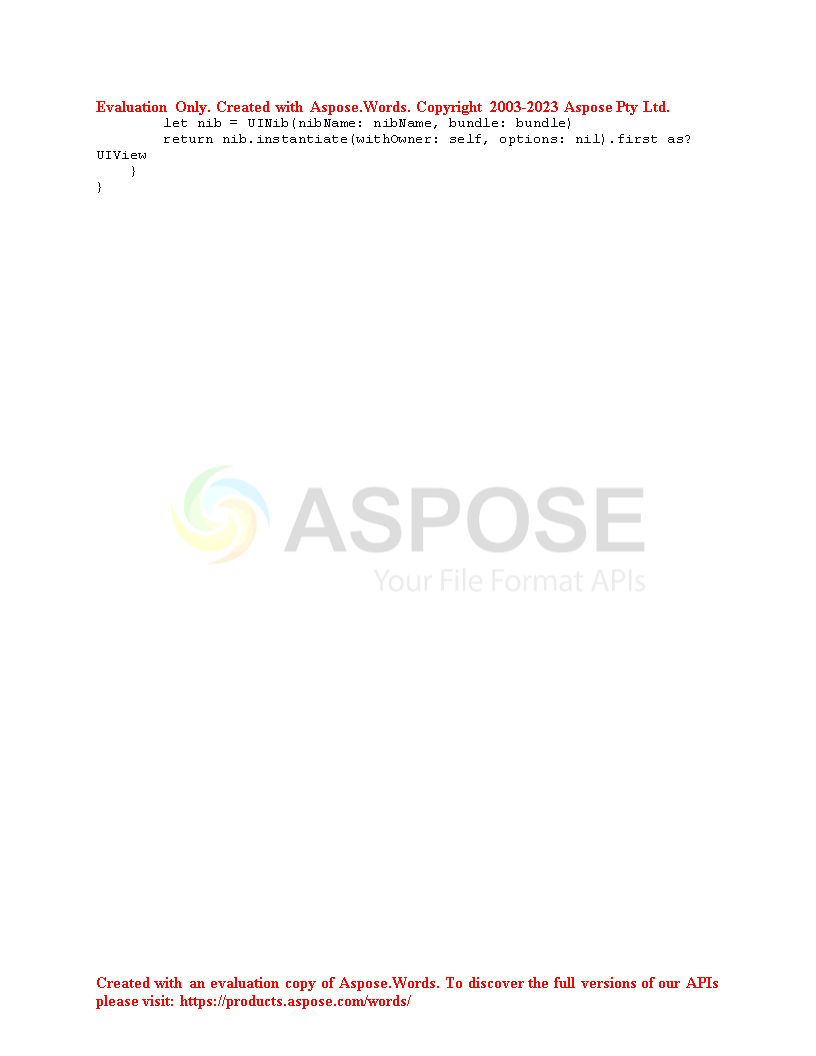 Evaluation Only. Created with Aspose.Words. Copyright 2003-2023 Aspose Pty Ltd.
let nib = UINib(nibName: nibName, bundle: bundle)
return nib.instantiate(withOwner: self, options: nil).first as?
UIView
}
}
ASPOSE
Your File Format APIs
Created with an evaluation copy of Aspose.Words. To discover the full versions of our APIs
please visit: https://products.aspose.com/words/